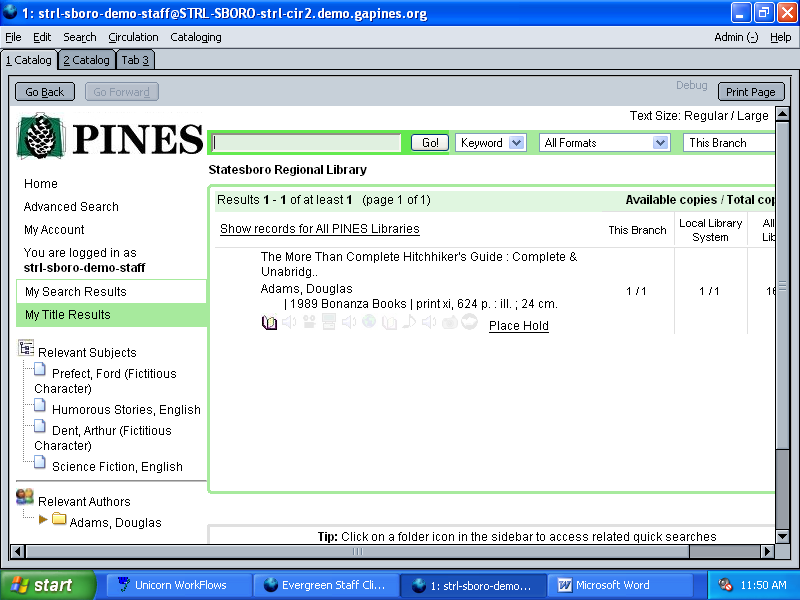 1: strl-sboro-demo-staff@STRL-SBORO-strl-cir2.demo.gapines.org
File Edit Search Circulation Cataloging Admin (-) Help
1 Catalog 2 Catalog Tab 3
Go Back Go Forward Debug Print Page
Text Size: Regular / Large
PINES Go! Keyword All Formats This Branch
Statesboro Regional Library
Home
Advanced Search
My Account
You are logged in as
strl-sboro-demo-staff
My Search Results
My Title Results
Relevant Subjects
Prefect, Ford (Fictitious
Character)
Humorous Stories, English
Dent, Arthur (Fictitious
Character)
Science Fiction, English
Relevant Authors
Adams, Douglas
Results 1 - 1 of at least 1 (page 1 of 1) Available copies / Total cop
Show records for All PINES Libraries This Branch Local Library System All Lib
The More Than Complete Hitchhiker's Guide : Complete &
Unabridg..
Adams, Douglas 1 / 1 1 / 1
| 1989 Bonanza Books | print xi, 624 p. : ill. ; 24 cm.
Place Hold
Tip: Click on a folder icon in the sidebar to access related quick searches
start Unicorn WorkFlows Evergreen Staff Cli... 1: strl-sboro-demo... Microsoft Word 11:50 AM